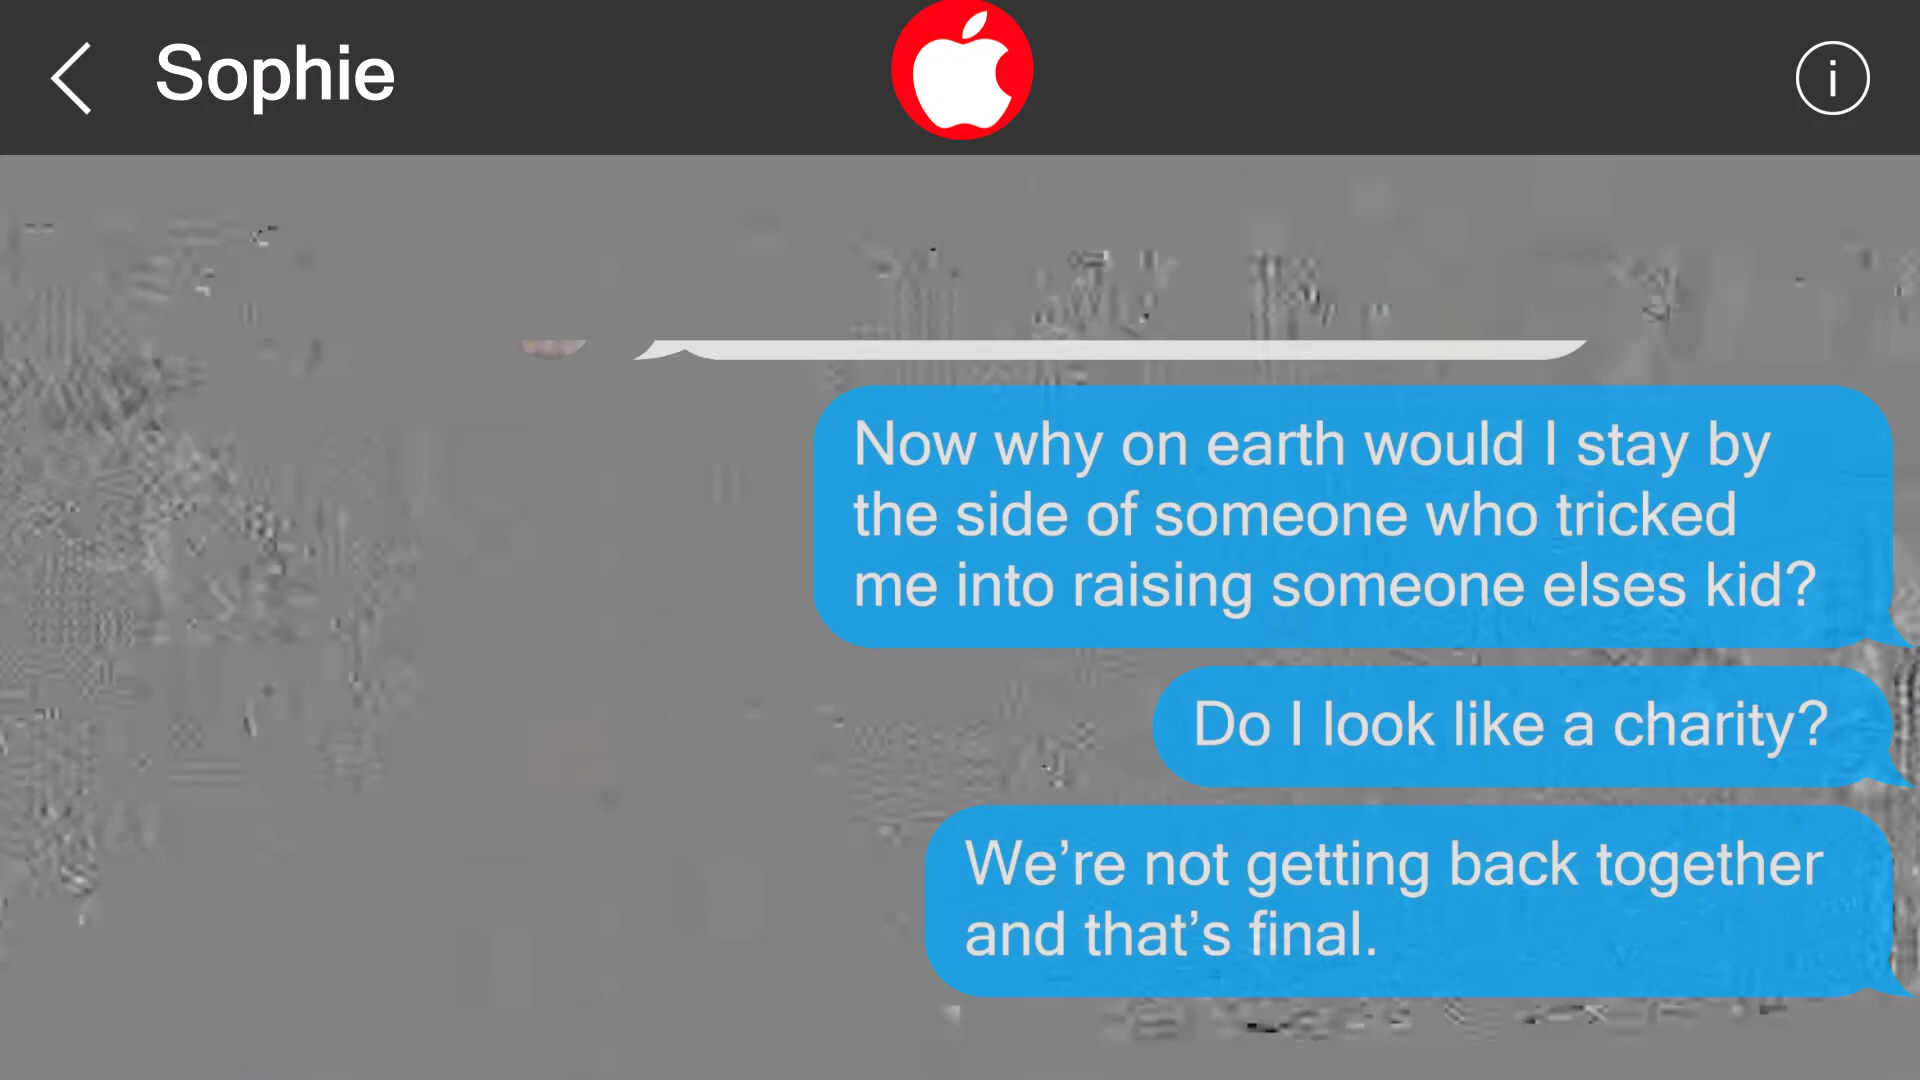 Sophie
Now why on earth would I stay by
the side of someone who tricked
me into raising someone elses kid?
Do I look like a charity?
We’re not getting back together
and that’s final.